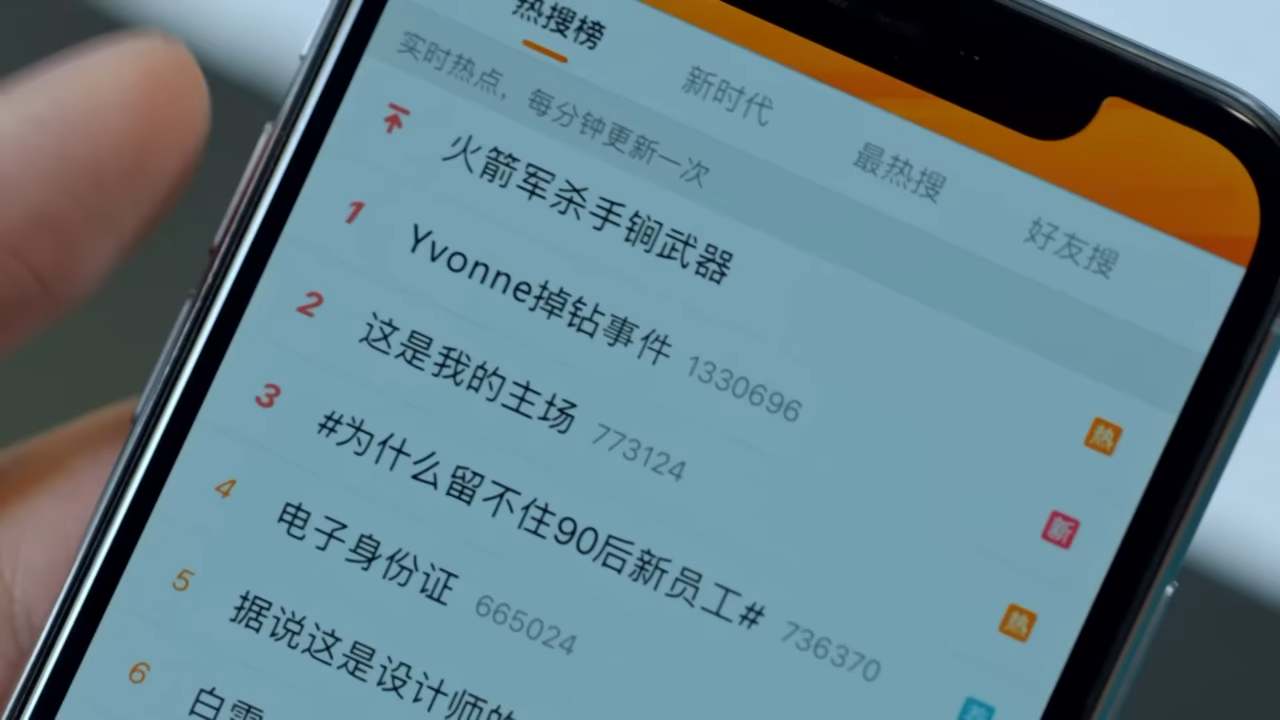 热搜榜 新时代 最热搜 好友搜
实时热点，每分钟更新一次
火箭军杀手锏武器
1 Yvonne掉钻事件 1330696 热
2 这是我的主场 773124 新
3 #为什么留不住90后新员工# 736370 热
4 电子身份证 665024
5 据说这是设计师的
6 白雪